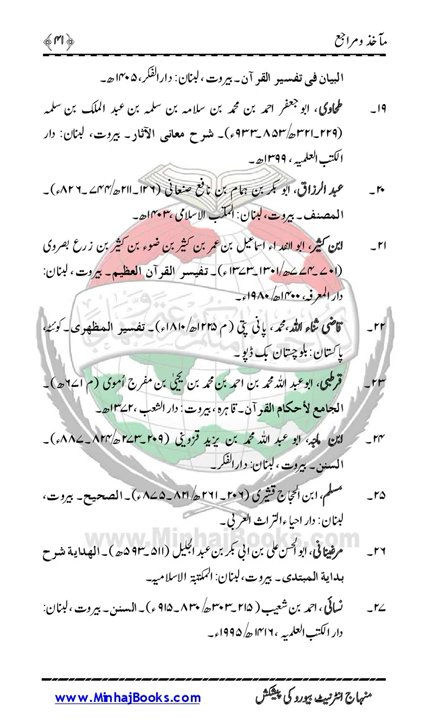 مآخذ و مراجع ﴿۴۱﴾
البیان فی تفسیر القرآن۔ بیروت، لبنان: دارالفکر، ۱۴۰۵ھ۔
۱۹۔ طحاوی، ابو جعفر احمد بن محمد بن سلامہ بن سلمہ بن عبد الملک بن سلمہ
(۲۲۹۔۳۲۱ھ/۸۵۳۔۹۳۳ء)۔ شرح معانی الآثار۔ بیروت، لبنان: دار
الکتب العلمیہ، ۱۳۹۹ھ۔
۲۰۔ عبد الرزاق، ابو بکر بن ہمام بن نافع صنعانی (۱۲۶۔۲۱۱ھ/۷۴۴۔۸۲۶ء)۔
المصنف۔ بیروت، لبنان: المکتب الاسلامی، ۱۴۰۳ھ۔
۲۱۔ ابن کثیر، ابو الفداء اسماعیل بن عمر بن کثیر بن ضوء بن کثیر بن زرع بصروی
(۷۰۱۔۷۷۴ھ/۱۳۰۱۔۱۳۷۳ء)۔ تفیسر القرآن العظیم۔ بیروت، لبنان:
دار المعرفہ، ۱۴۰۰ھ/۱۹۸۰ء۔
۲۲۔ قاضی ثناء اللہ، محمد، پانی پتی (م ۱۲۲۵ھ/۱۸۱۰ء)۔ تفسیر المظھری۔ کوئٹہ،
پاکستان: بلوچستان بک ڈپو۔
۲۳۔ قرطبی، ابو عبد اللہ محمد بن احمد بن محمد بن یحییٰ بن مفرج اُموی (م ۶۷۱ھ)۔
الجامع لأحکام القرآن۔ قاہرہ، بیروت: دار الشعب، ۱۳۷۲ھ۔
۲۴۔ ابن ماجہ، ابو عبد اللہ محمد بن یزید قزوینی (۲۰۹۔۲۷۳ھ/۸۲۴۔۸۸۷ء)۔
السنن۔ بیروت، لبنان: دار الفکر۔
۲۵۔ مسلم، ابن الحجاج قشیری (۲۰۶۔۲۶۱ھ/۸۲۱۔۸۷۵ء)۔ الصحیح۔ بیروت،
لبنان: دار احیاء التراث العربی۔
۲۶۔ مرغینانی، ابو الحسن علی بن ابی بکر بن عبد الجلیل (۵۱۱۔۵۹۳ھ)۔ الھدایة شرح
بدایة المبتدی۔ بیروت، لبنان: المکتبۃ الاسلامیہ۔
۲۷۔ نسائی، احمد بن شعیب (۲۱۵۔۳۰۳ھ/۸۳۰۔۹۱۵ء)۔ السنن۔ بیروت، لبنان:
دار الکتب العلمیہ، ۱۴۱۶ھ/۱۹۹۵ء۔
www.MinhajBooks.com
منہاج انٹرنیٹ بیورو کی پیشکش www.MinhajBooks.com